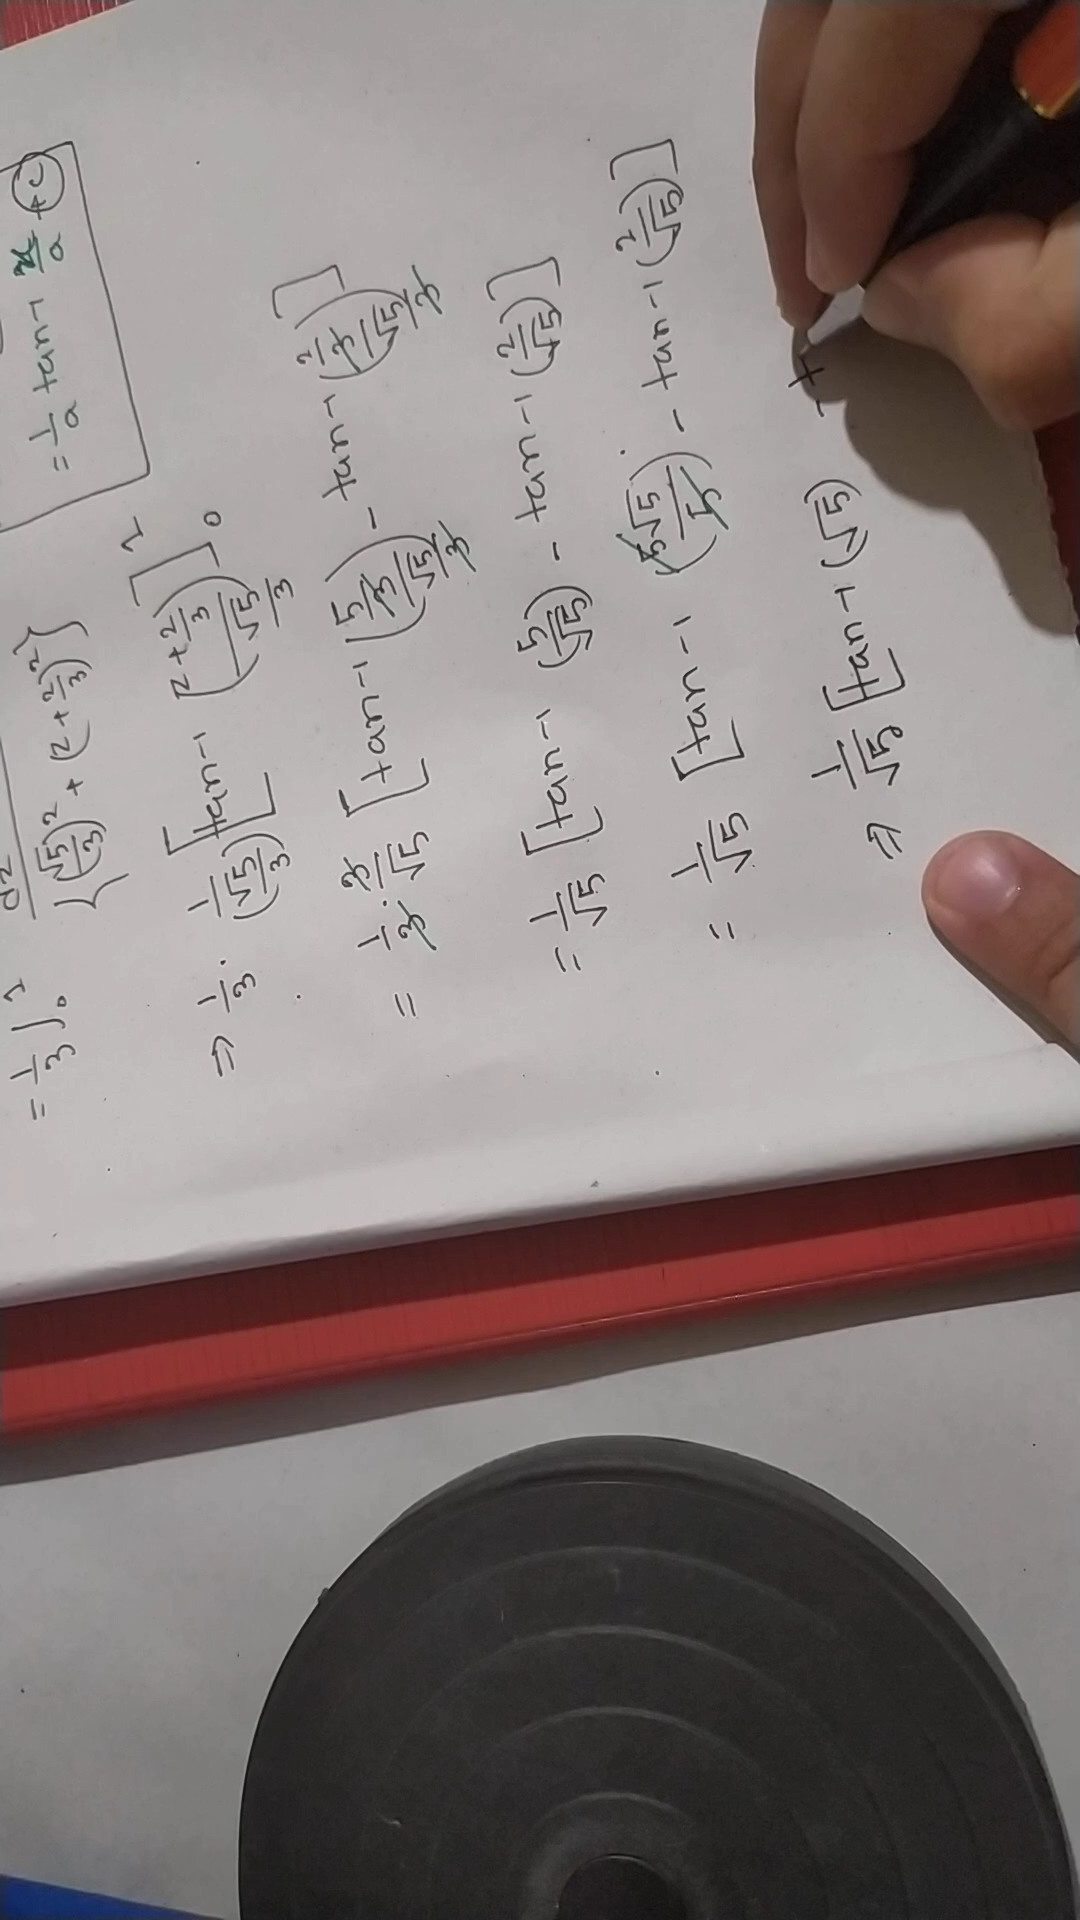 = 1/a tan-1 x/a + c
= 1/3 ∫₀¹ dz / {(√5/3)² + (z + 2/3)²}
⇒ 1/3 · 1/(√5/3) [tan-1 (z + 2/3 / √5/3)]₀¹
= 1/3 · 3/√5 [tan-1 (5/3 / √5/3) - tan-1 (2/3 / √5/3)]
= 1/√5 [tan-1 (5/√5) - tan-1 (2/√5)]
= 1/√5 [tan-1 (5√5/5) - tan-1 (2/√5)]
⇒ 1/√5 [tan-1 (√5) - t